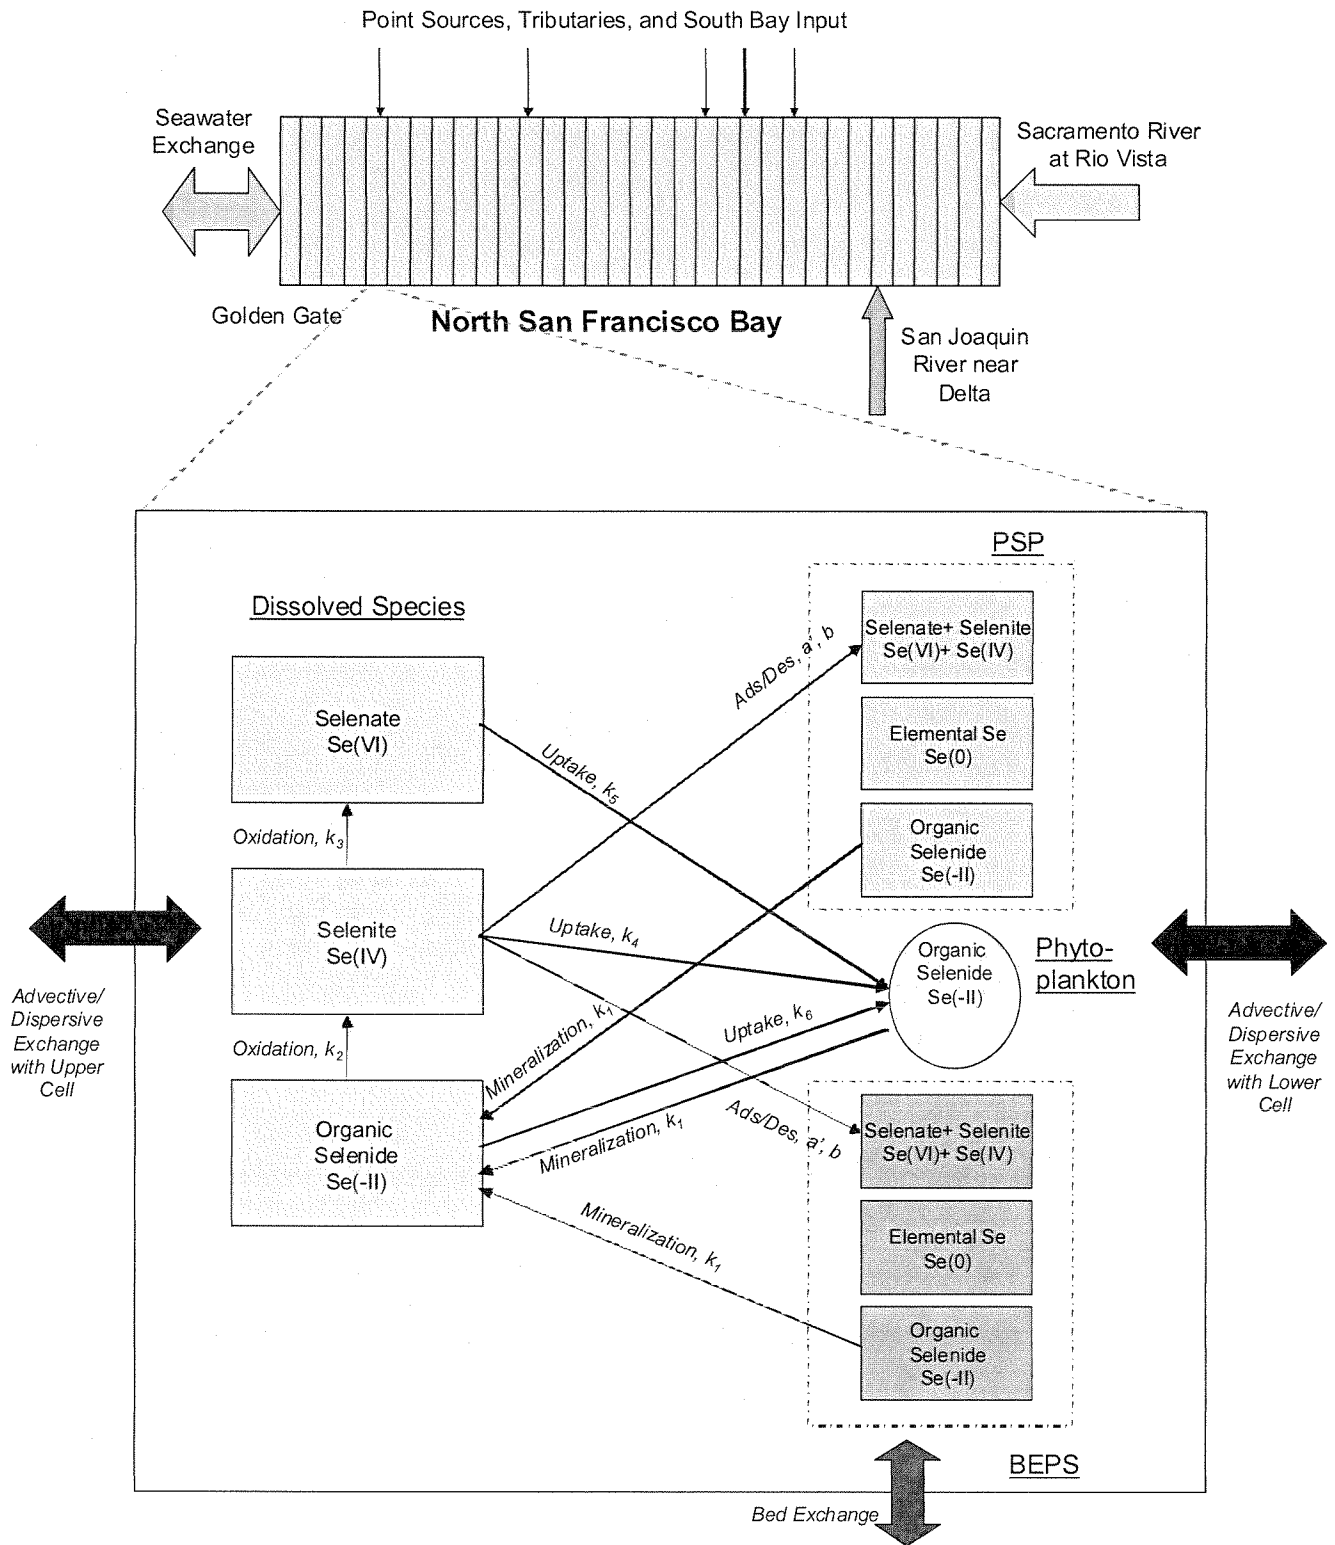 Point Sources, Tributaries, and South Bay Input
Seawater
Exchange
Sacramento River
at Rio Vista
Golden Gate
North San Francisco Bay
San Joaquin
River near
Delta
PSP
Dissolved Species
Selenate+ Selenite
Se(VI)+ Se(IV)
Ads/Des, a', b
Selenate
Se(VI)
Elemental Se
Se(0)
Uptake, k5
Oxidation, k3
Organic
Selenide
Se(-II)
Selenite
Se(IV)
Uptake, k4
Organic
Selenide
Se(-II)
Phyto-
plankton
Advective/
Dispersive
Exchange
with Upper
Cell
Advective/
Dispersive
Exchange
with Lower
Cell
Oxidation, k2
Mineralization, k1
Uptake, k6
Organic
Selenide
Se(-II)
Mineralization, k1
Ads/Des, a', b
Selenate+ Selenite
Se(VI)+ Se(IV)
Mineralization, k1
Elemental Se
Se(0)
Organic
Selenide
Se(-II)
BEPS
Bed Exchange